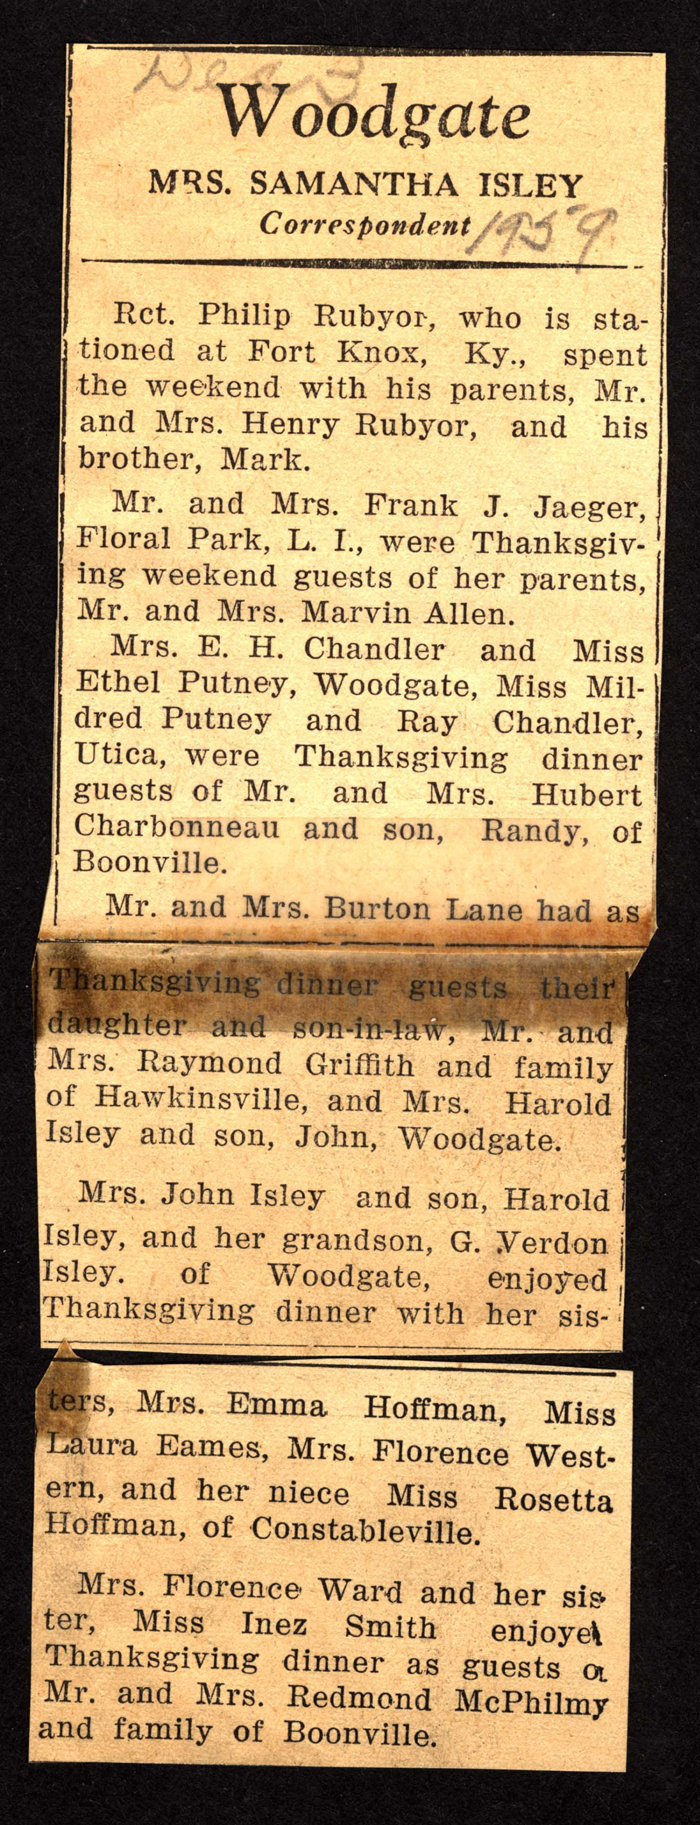 Dec 3
Woodgate
MRS. SAMANTHA ISLEY
Correspondent 1959
Rct. Philip Rubyor, who is sta-
tioned at Fort Knox, Ky., spent
the weekend with his parents, Mr.
and Mrs. Henry Rubyor, and his
brother, Mark.
Mr. and Mrs. Frank J. Jaeger,
Floral Park, L. I., were Thanksgiv-
ing weekend guests of her parents,
Mr. and Mrs. Marvin Allen.
Mrs. E. H. Chandler and Miss
Ethel Putney, Woodgate, Miss Mil-
dred Putney and Ray Chandler,
Utica, were Thanksgiving dinner
guests of Mr. and Mrs. Hubert
Charbonneau and son, Randy, of
Boonville.
Mr. and Mrs. Burton Lane had as
Thanksgiving dinner guests their
daughter and son-in-law, Mr. and
Mrs. Raymond Griffith and family
of Hawkinsville, and Mrs. Harold
Isley and son, John, Woodgate.
Mrs. John Isley and son, Harold
Isley, and her grandson, G. Verdon
Isley. of Woodgate, enjoyed
Thanksgiving dinner with her sis-
ters, Mrs. Emma Hoffman, Miss
Laura Eames, Mrs. Florence West-
ern, and her niece Miss Rosetta
Hoffman, of Constableville.
Mrs. Florence Ward and her sis
ter, Miss Inez Smith enjoyed
Thanksgiving dinner as guests o
Mr. and Mrs. Redmond McPhilmy
and family of Boonville.